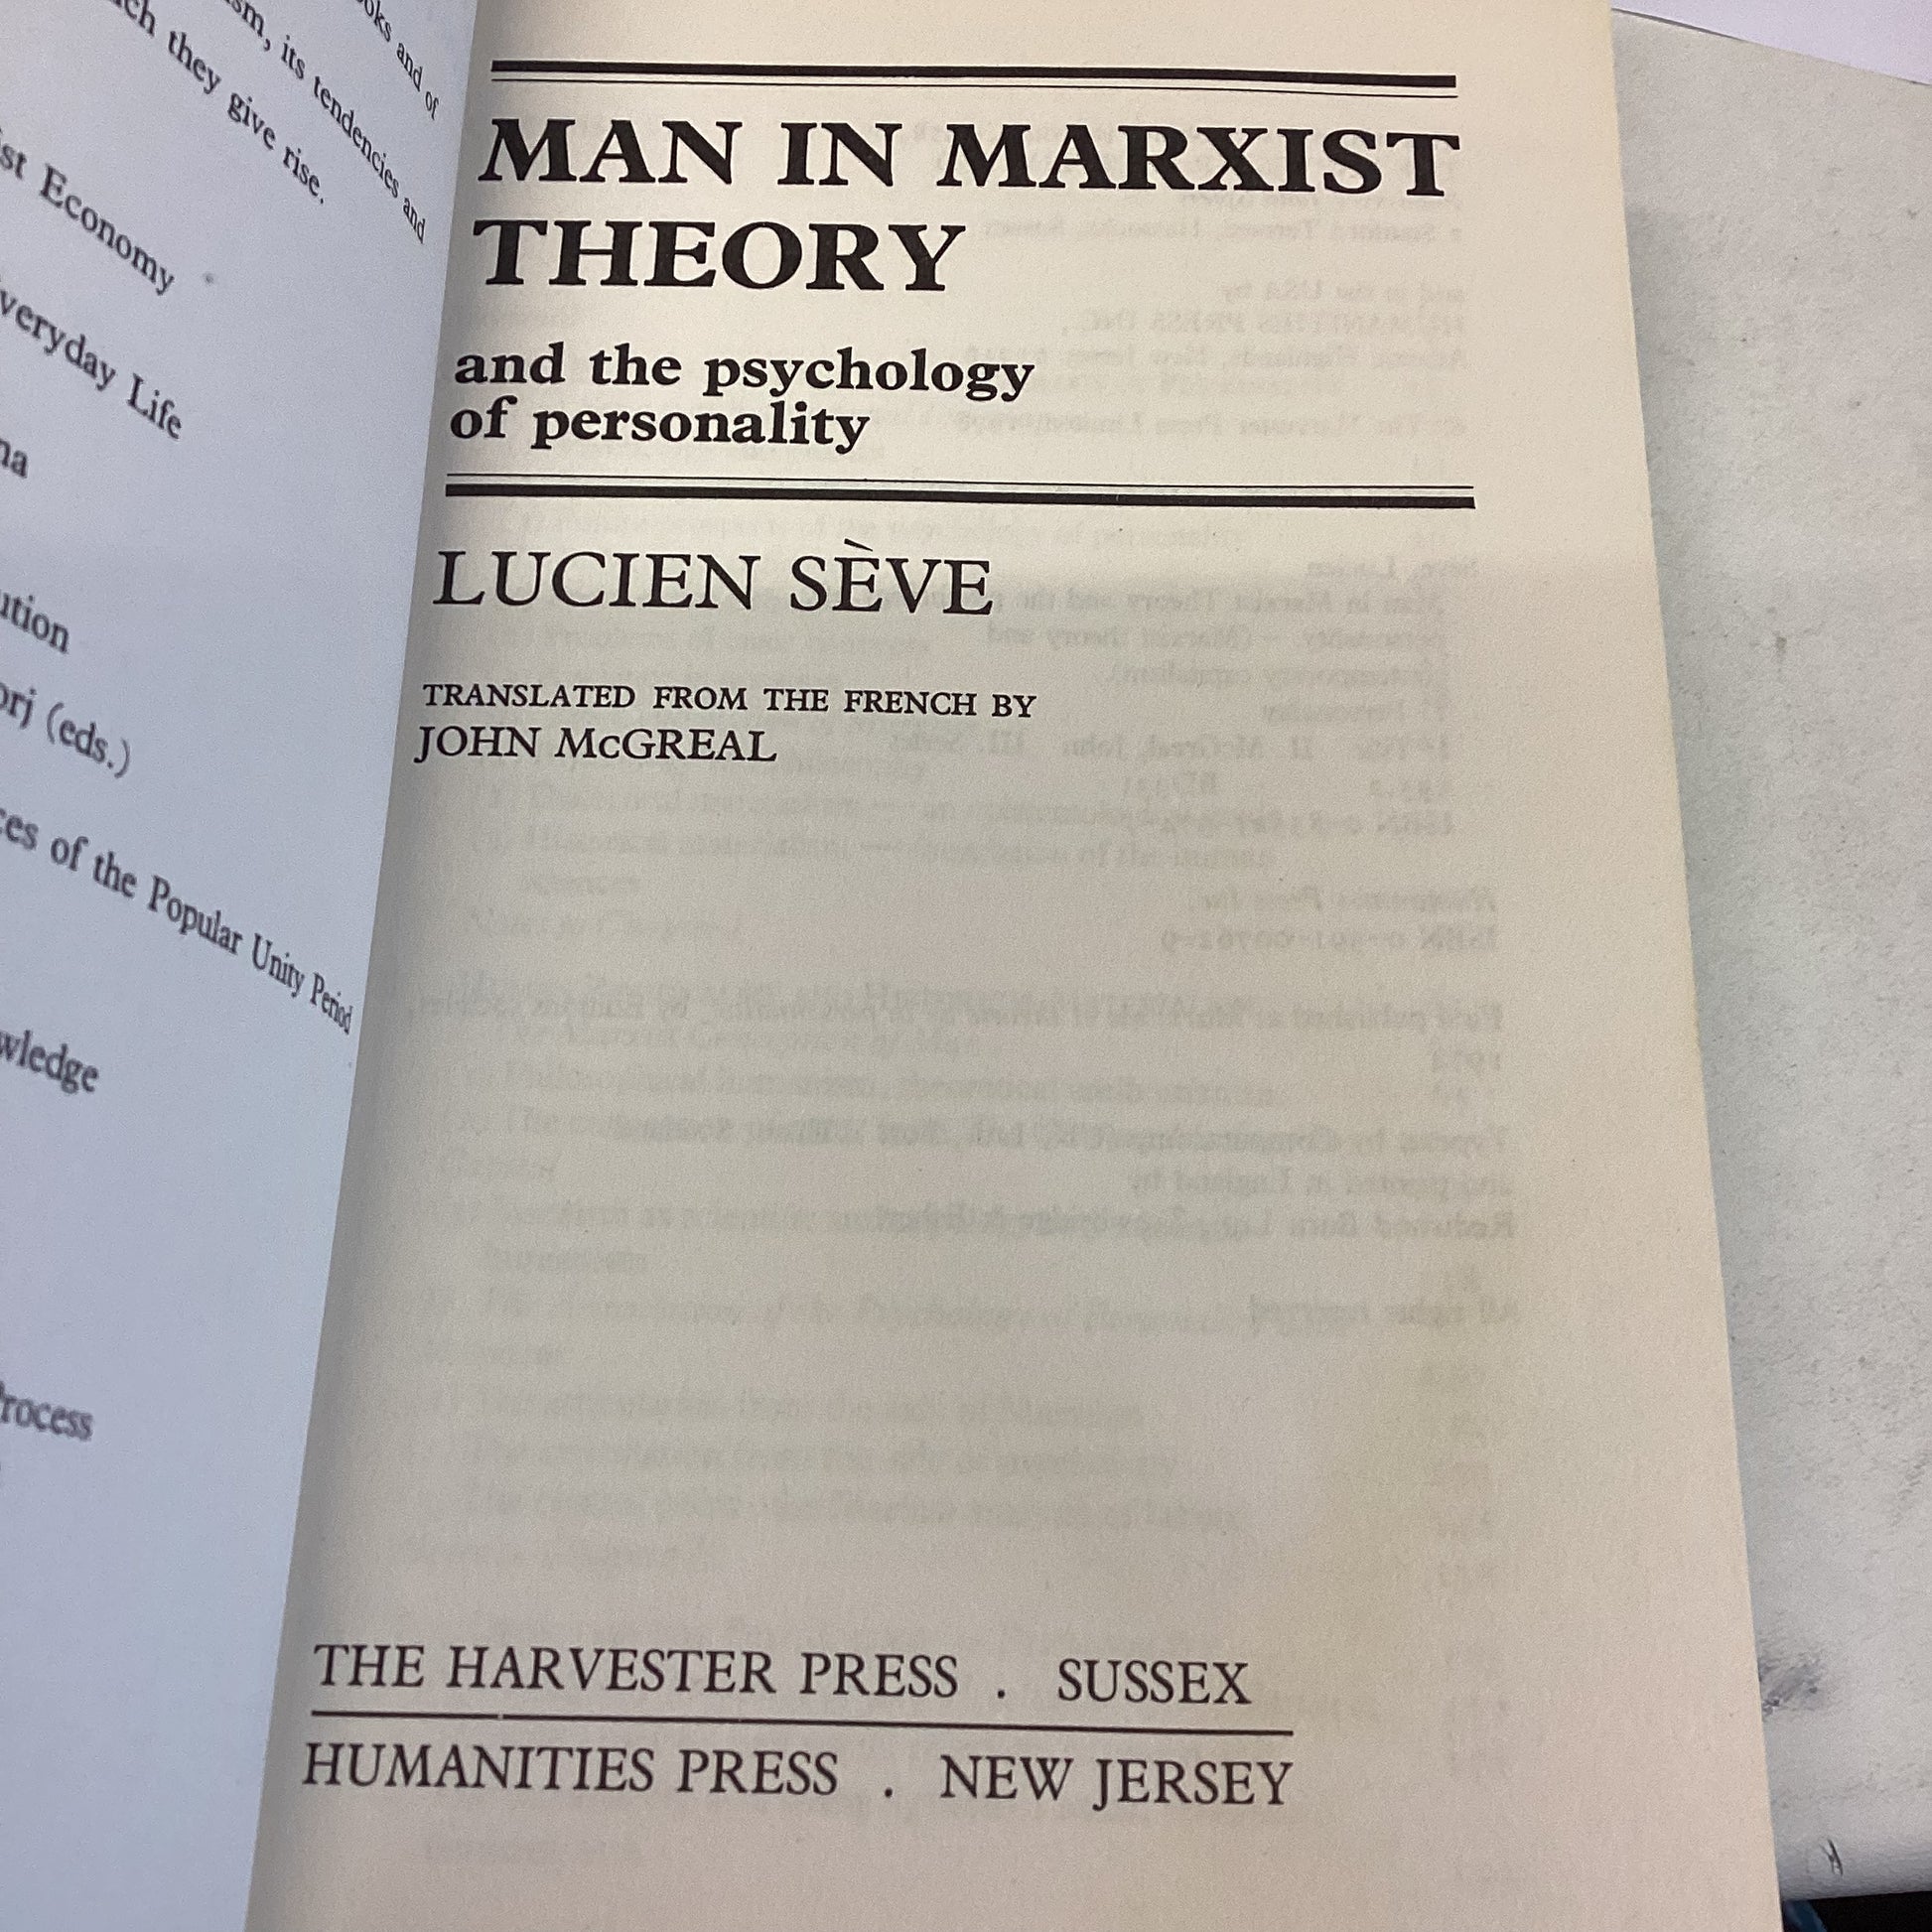 oks and of
sm, its tendencies and
ch they give rise.
st Economy
veryday Life
na
ution
orj (eds.)
ces of the Popular Unity Period
wledge
rocess
MAN IN MARXIST
THEORY
and the psychology
of personality
LUCIEN SÈVE
TRANSLATED FROM THE FRENCH BY
JOHN McGREAL
THE HARVESTER PRESS . SUSSEX
HUMANITIES PRESS . NEW JERSEY